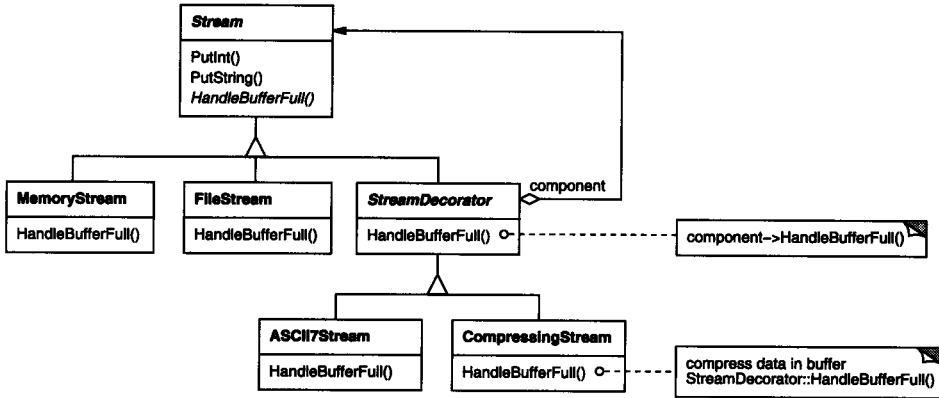 Stream
PutInt()
PutString()
HandleBufferFull()
component
MemoryStream
HandleBufferFull()
FileStream
HandleBufferFull()
StreamDecorator
HandleBufferFull()
component->HandleBufferFull()
ASCII7Stream
HandleBufferFull()
CompressingStream
HandleBufferFull()
compress data in buffer
StreamDecorator::HandleBufferFull()